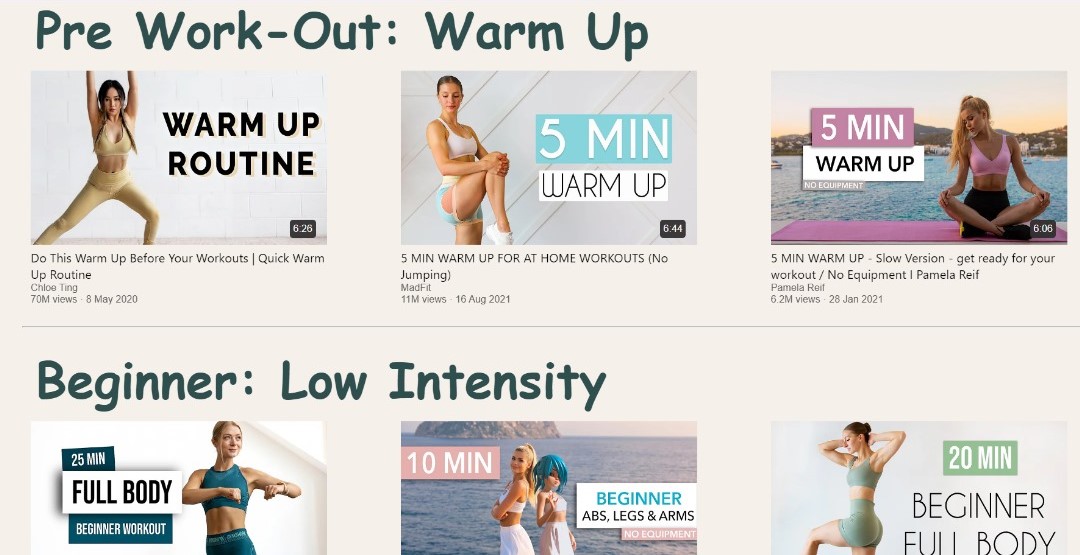 Pre Work-Out: Warm Up
WARM UP
ROUTINE
6:26
Do This Warm Up Before Your Workouts | Quick Warm
Up Routine
Chloe Ting
70M views · 8 May 2020
5 MIN
WARM UP
6:44
5 MIN WARM UP FOR AT HOME WORKOUTS (No
Jumping)
MadFit
11M views · 16 Aug 2021
5 MIN
WARM UP
NO EQUIPMENT
6:06
5 MIN WARM UP - Slow Version - get ready for your
workout / No Equipment I Pamela Reif
Pamela Reif
6.2M views · 28 Jan 2021
Beginner: Low Intensity
25 MIN
FULL BODY
BEGINNER WORKOUT
10 MIN
BEGINNER
ABS, LEGS & ARMS
NO EQUIPMENT
20 MIN
BEGINNER
FULL BODY